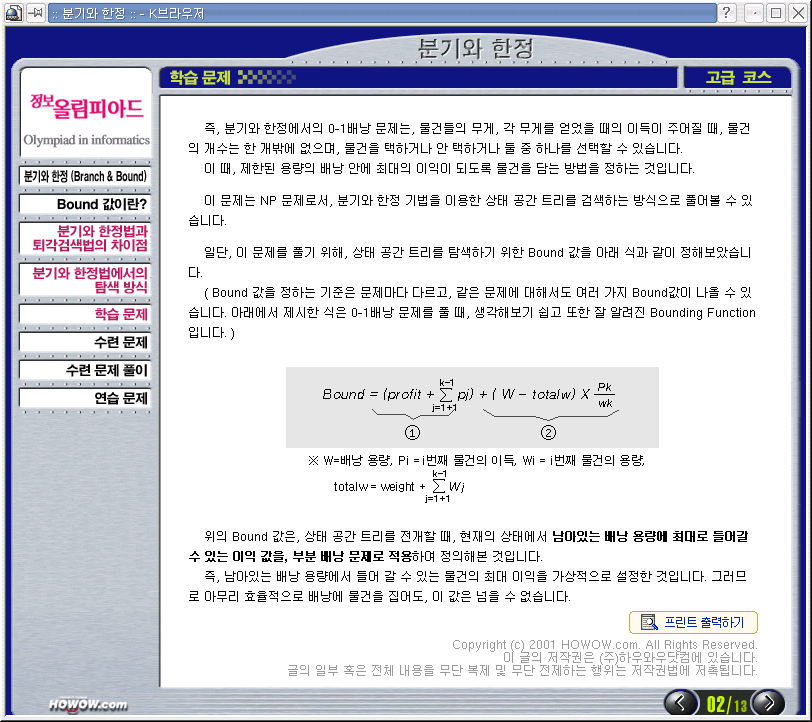 :: 분기와 한정 :: - K브라우저
분기와 한정
학습 문제
고급 코스
정보올림피아드
Olympiad in informatics
분기와 한정 (Branch & Bound)
Bound 값이란?
분기와 한정법과
퇴각검색법의 차이점
분기와 한정법에서의
탐색 방식
학습 문제
수련 문제
수련 문제 풀이
연습 문제
즉, 분기와 한정에서의 0-1배낭 문제는, 물건들의 무게, 각 무게를 얻었을 때의 이득이 주어질 때, 물건
의 개수는 한 개밖에 없으며, 물건을 택하거나 안 택하거나 둘 중 하나를 선택할 수 있습니다.
이 때, 제한된 용량의 배낭 안에 최대의 이익이 되도록 물건을 담는 방법을 정하는 것입니다.
이 문제는 NP 문제로서, 분기와 한정 기법을 이용한 상태 공간 트리를 검색하는 방식으로 풀어볼 수 있
습니다.
일단, 이 문제를 풀기 위해, 상태 공간 트리를 탐색하기 위한 Bound 값을 아래 식과 같이 정해보았습니
다.
( Bound 값을 정하는 기준은 문제마다 다르고, 같은 문제에 대해서도 여러 가지 Bound값이 나올 수 있
습니다. 아래에서 제시한 식은 0-1배낭 문제를 풀 때, 생각해보기 쉽고 또한 잘 알려진 Bounding Function
입니다. )
k-1
Bound = (profit + ∑ pj) + ( W - totalw) X Pk/wk
j=1+1
① ②
※ W=배낭 용량, Pi = i번째 물건의 이득, Wi = i번째 물건의 용량,
k-1
totalw = weight + ∑ Wj
j=1+1
위의 Bound 값은, 상태 공간 트리를 전개할 때, 현재의 상태에서 남아있는 배낭 용량에 최대로 들어갈
수 있는 이익 값을, 부분 배낭 문제로 적용하여 정의해본 것입니다.
즉, 남아있는 배낭 용량에서 들어 갈 수 있는 물건의 최대 이익을 가상적으로 설정한 것입니다. 그러므
로 아무리 효율적으로 배낭에 물건을 집어도, 이 값은 넘을 수 없습니다.
프린트 출력하기
Copyright (c) 2001 HOWOW.com. All Rights Reserved.
이 글의 저작권은 (주)하우와우닷컴에 있습니다.
글의 일부 혹은 전체 내용을 무단 복제 및 무단 전제하는 행위는 저작권법에 저촉됩니다.
HOWOW.com
02/13